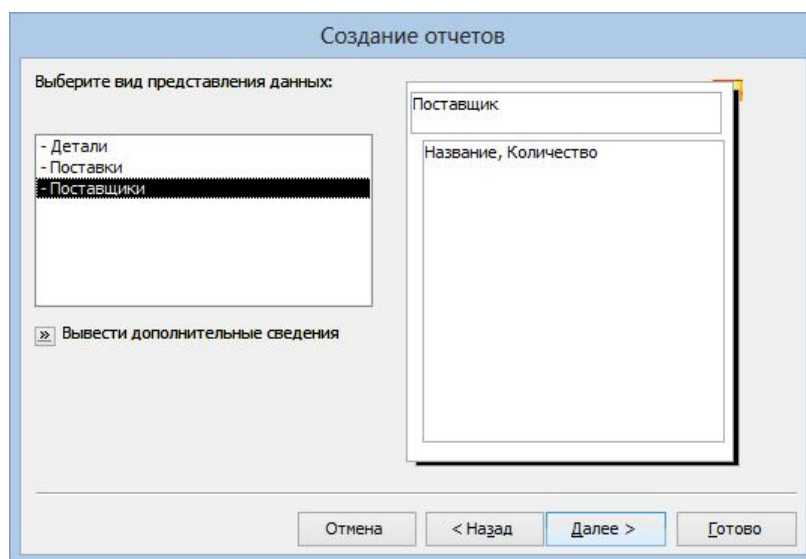 Создание отчетов
Выберите вид представления данных:
- Детали
- Поставки
- Поставщики
» Вывести дополнительные сведения
Поставщик
Название, Количество
Отмена
< Назад
Далее >
Готово